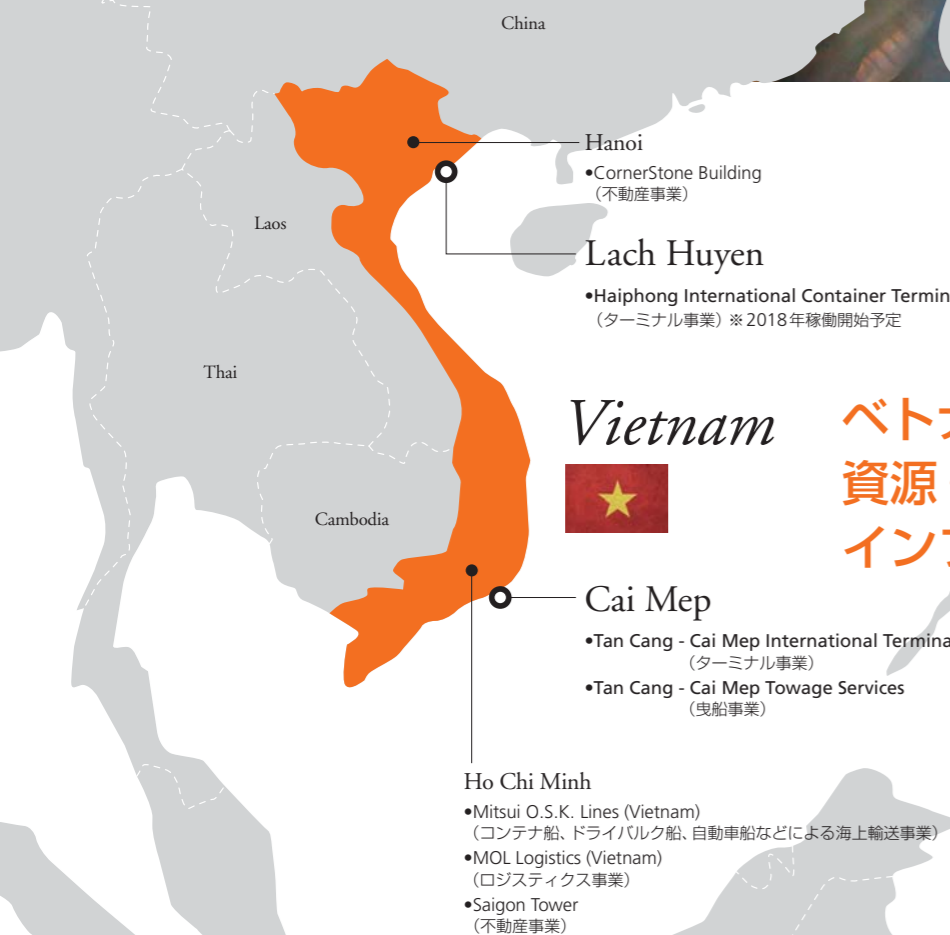 China
Hanoi
•CornerStone Building
（不動産事業）
Laos
Lach Huyen
•Haiphong International Container
（ターミナル事業）※2018年稼働開始予定
Thai
Vietnam
資源
Cambodia
Cai Mep
•Tan Cang - Cai Mep International
（ターミナル事業）
•Tan Cang - Cai Mep Towage Services
（曳船事業）
Ho Chi Minh
•Mitsui O.S.K. Lines (Vietnam)
（コンテナ船、ドライバルク船、自動車船などによる海上輸送事業）
•MOL Logistics (Vietnam)
（ロジスティクス事業）
•Saigon Tower
（不動産事業）